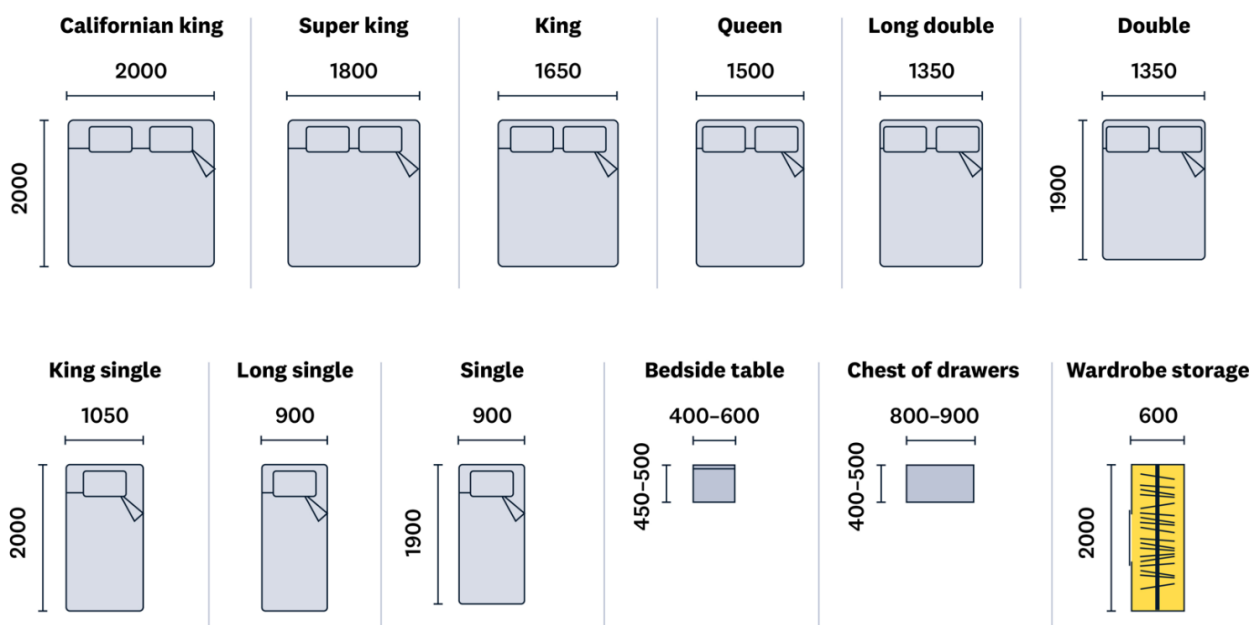 Californian king
Super king
King
Queen
Long double
Double
2000
1800
1650
1500
1350
1350
2000
1900
King single
Long single
Single
Bedside table
Chest of drawers
Wardrobe storage
1050
900
900
400–600
800–900
600
2000
1900
450–500
400–500
2000